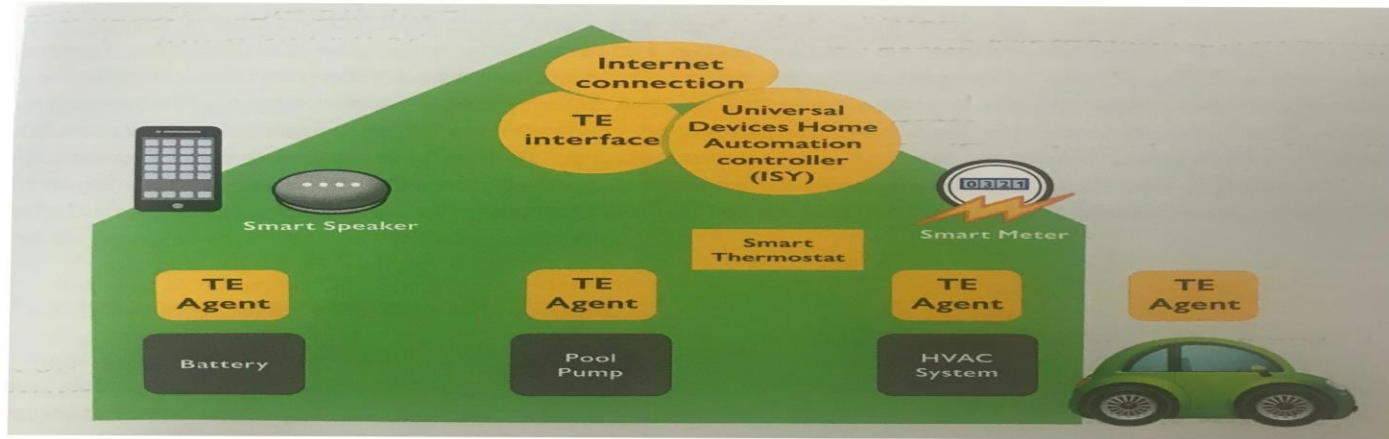 Internet
connection
TE
interface
Universal
Devices Home
Automation
controller
(ISY)
0321
Smart Speaker
Smart Meter
Smart
Thermostat
TE
Agent
TE
Agent
TE
Agent
TE
Agent
Battery
Pool
Pump
HVAC
System